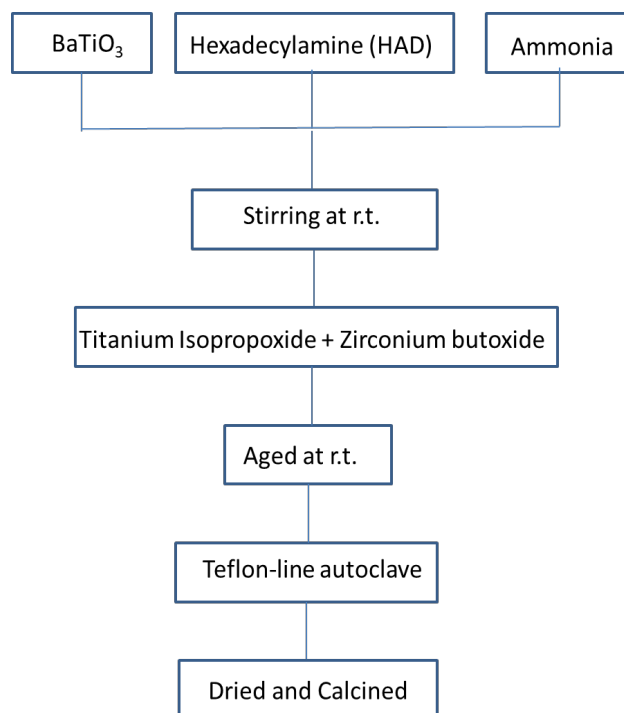 BaTiO₃
Hexadecylamine (HAD)
Ammonia
Stirring at r.t.
Titanium Isopropoxide + Zirconium butoxide
Aged at r.t.
Teflon-line autoclave
Dried and Calcined